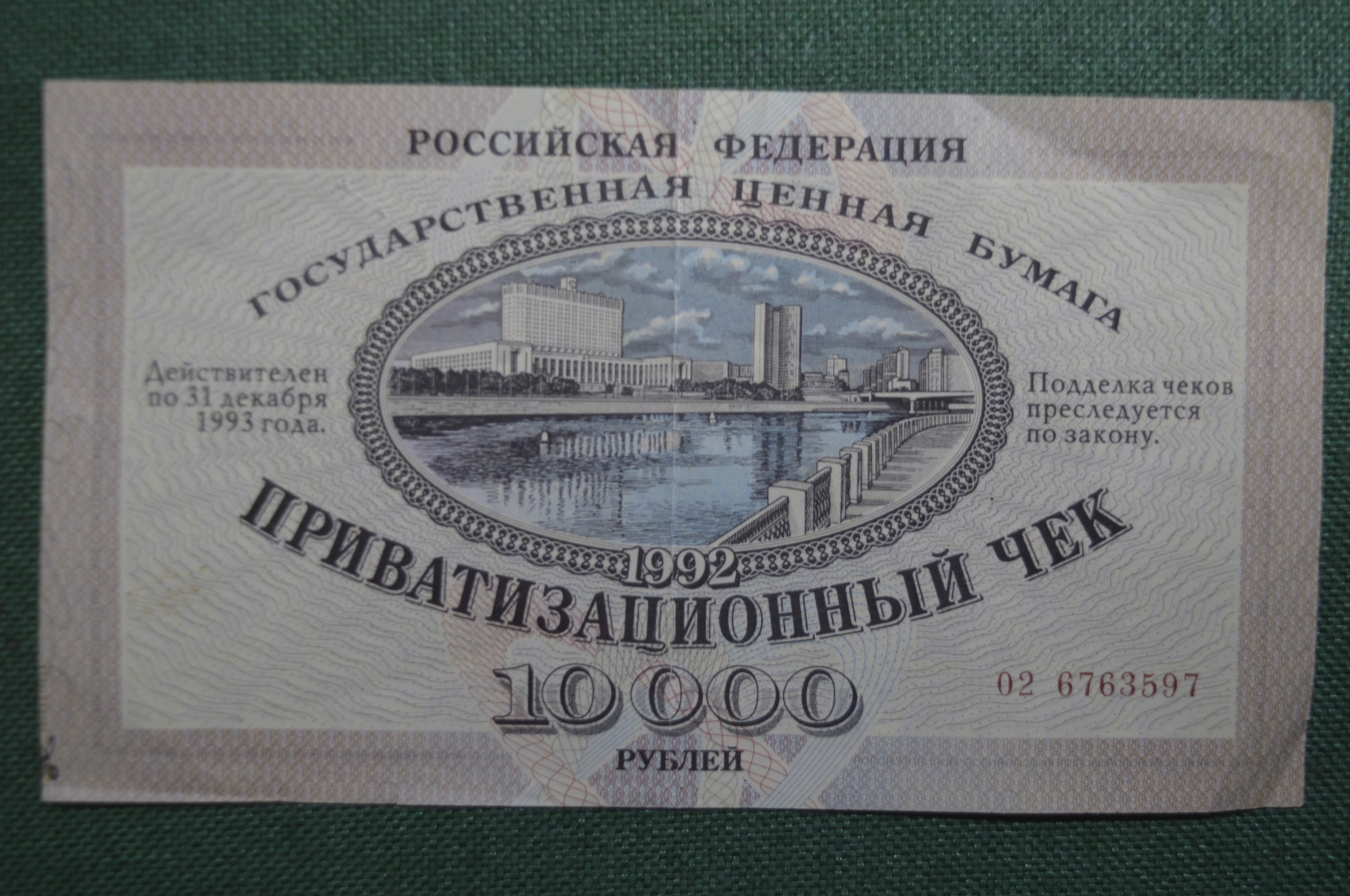 РОССИЙСКАЯ ФЕДЕРАЦИЯ
ГОСУДАРСТВЕННАЯ ЦЕННАЯ БУМАГА
Действителен
по 31 декабря
1993 года.
Подделка чеков
преследуется
по закону.
1992
ПРИВАТИЗАЦИОННЫЙ ЧЕК
10 000
02 6763597
РУБЛЕЙ